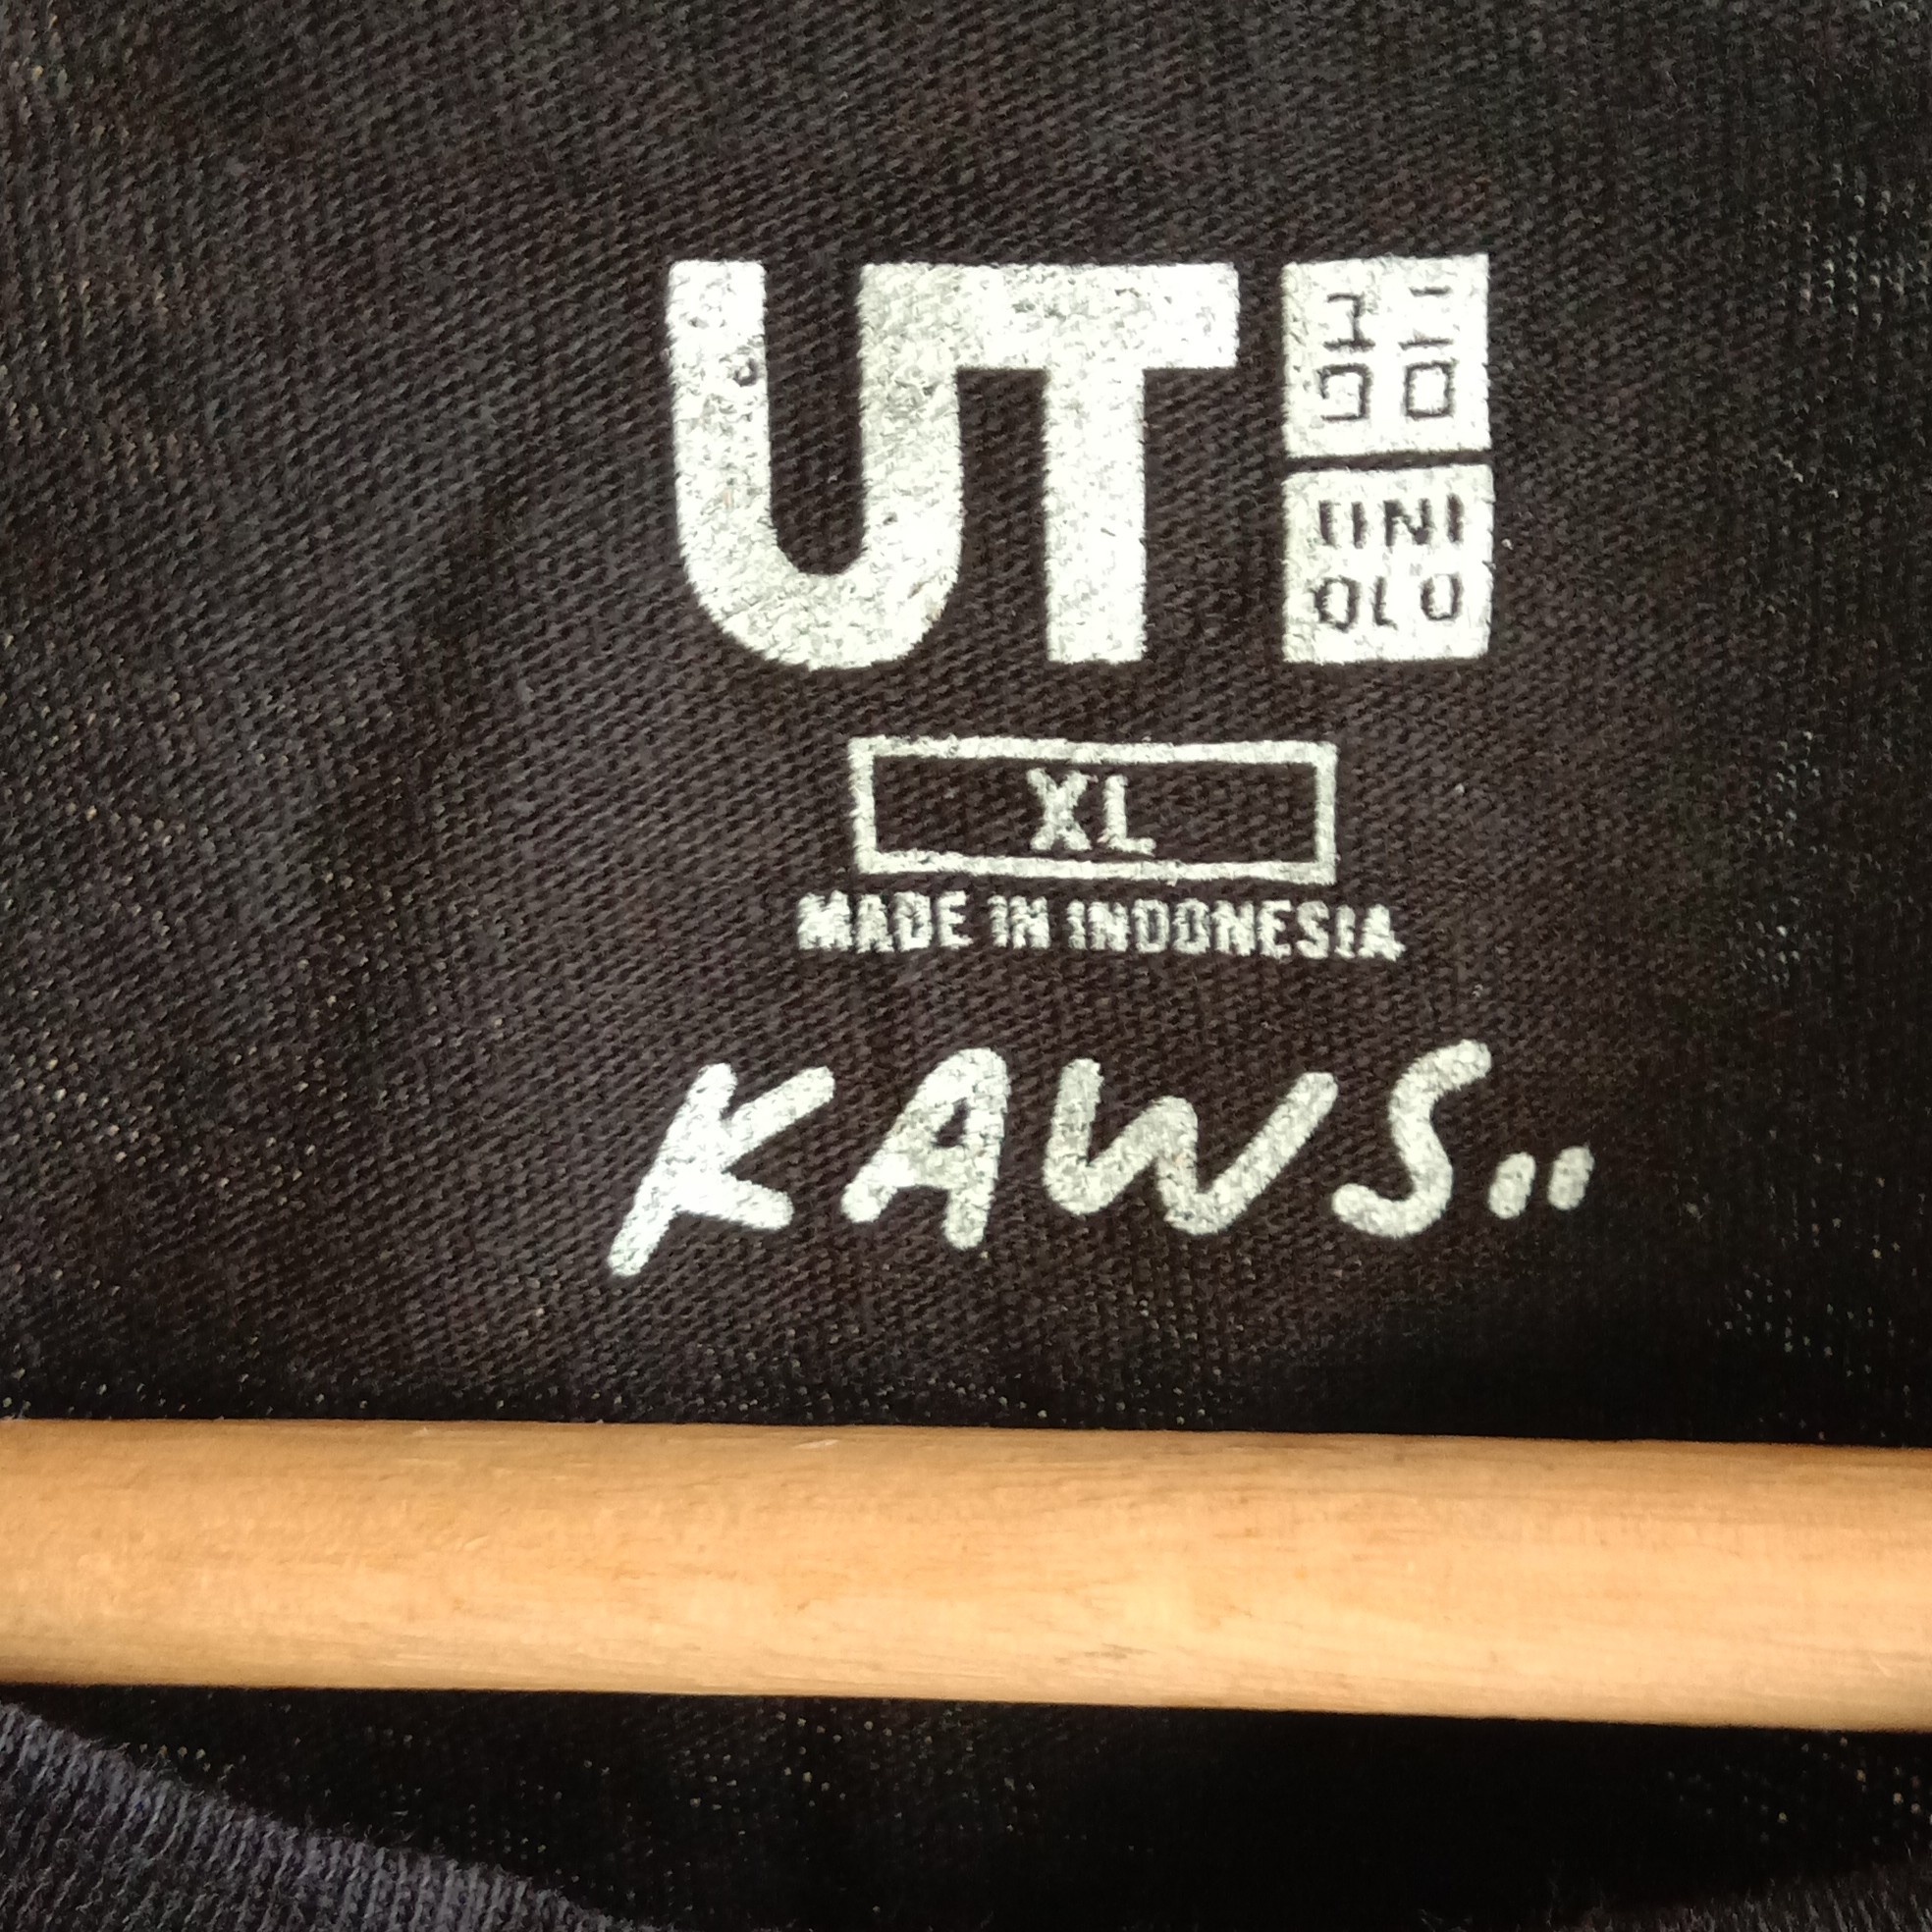 UT
ユニ
クロ
UNI
QLO
XL
MADE IN INDONESIA
KAWS..